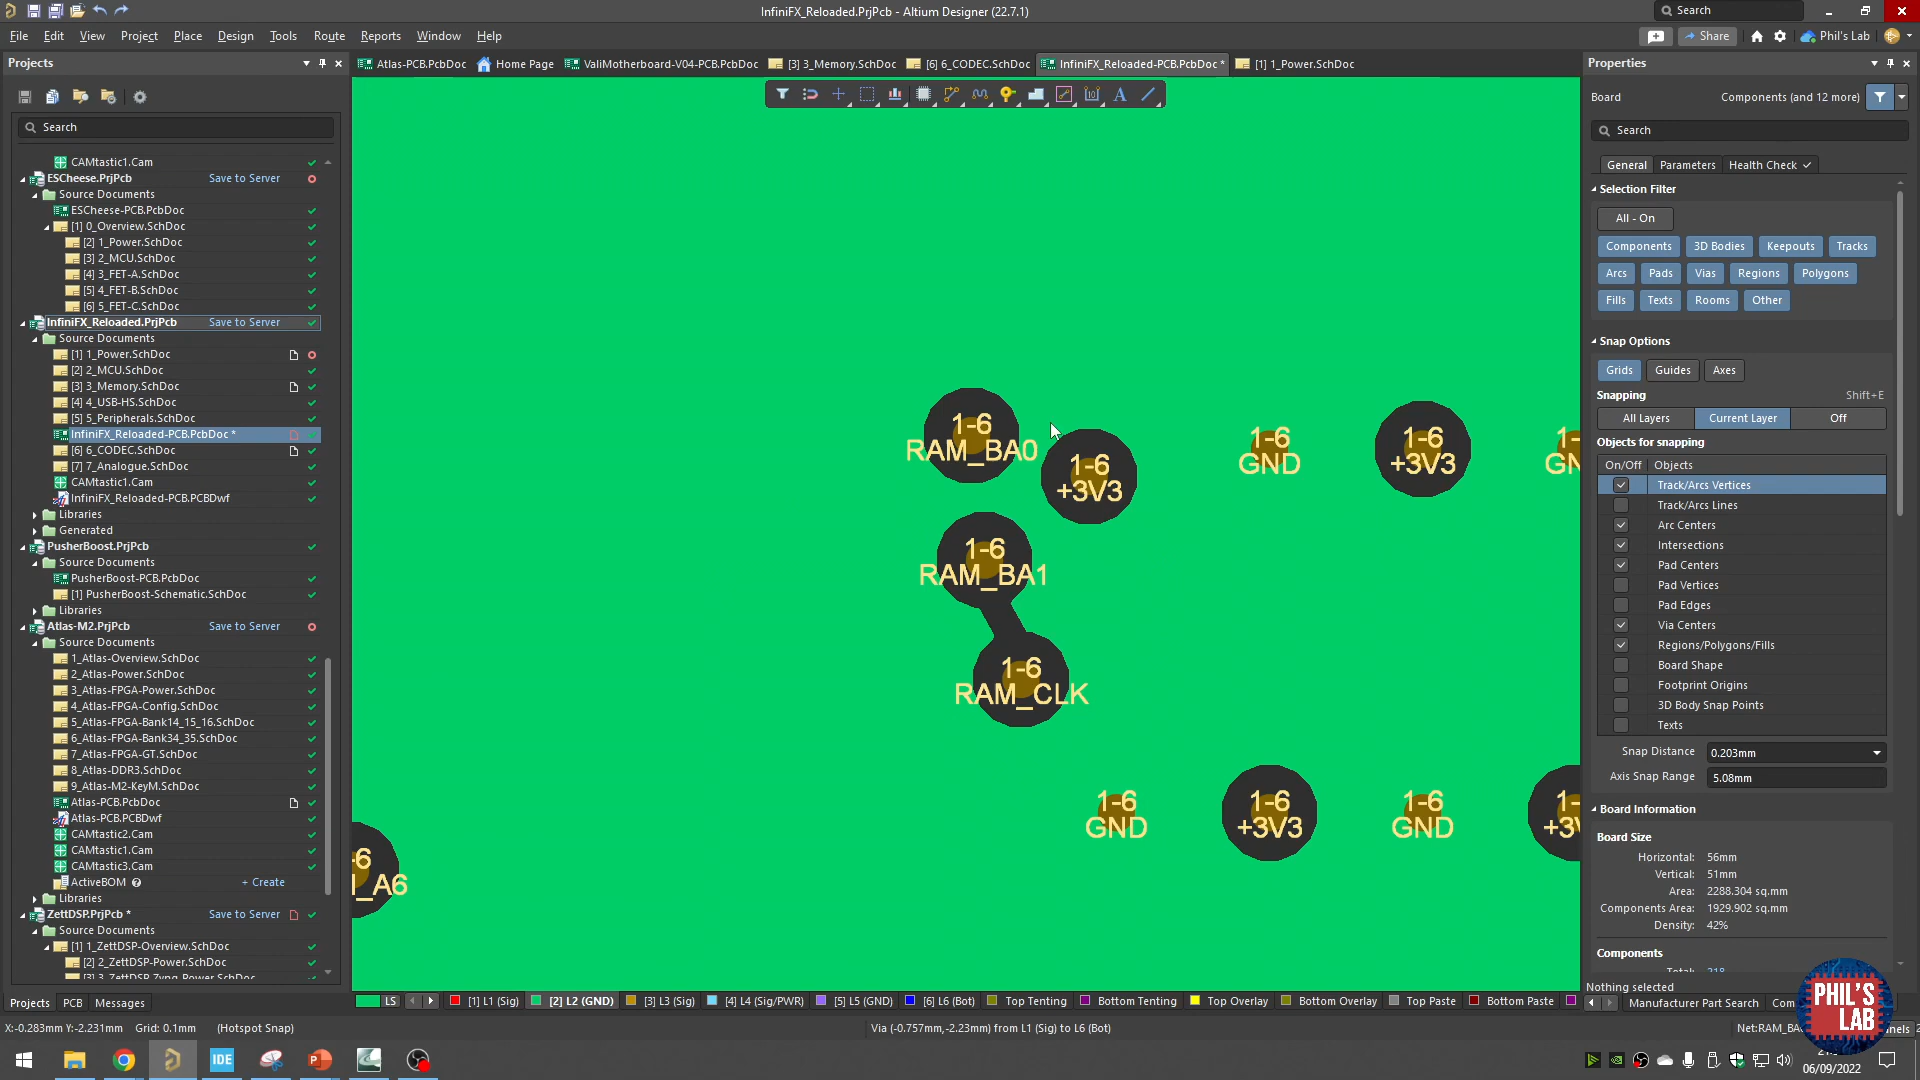 InfiniFX_Reloaded.PrjPcb - Altium Designer (22.7.1)
Search
File Edit View Project Place Design Tools Route Reports Window Help
Share
Phil's Lab
Projects
Atlas-PCB.PcbDoc
Home Page
ValiMotherboard-V04-PCB.PcbDoc
[3] 3_Memory.SchDoc
[6] 6_CODEC.SchDoc
InfiniFX_Reloaded-PCB.PcbDoc *
[1] 1_Power.SchDoc
Properties
Search
CAMtastic1.Cam
ESCheese.PrjPcb Save to Server
Source Documents
ESCheese-PCB.PcbDoc
[1] 0_Overview.SchDoc
[2] 1_Power.SchDoc
[3] 2_MCU.SchDoc
[4] 3_FET-A.SchDoc
[5] 4_FET-B.SchDoc
[6] 5_FET-C.SchDoc
InfiniFX_Reloaded.PrjPcb Save to Server
Source Documents
[1] 1_Power.SchDoc
[2] 2_MCU.SchDoc
[3] 3_Memory.SchDoc
[4] 4_USB-HS.SchDoc
[5] 5_Peripherals.SchDoc
InfiniFX_Reloaded-PCB.PcbDoc *
[6] 6_CODEC.SchDoc
[7] 7_Analogue.SchDoc
CAMtastic1.Cam
InfiniFX_Reloaded-PCB.PCBDwf
Libraries
Generated
PusherBoost.PrjPcb
Source Documents
PusherBoost-PCB.PcbDoc
[1] PusherBoost-Schematic.SchDoc
Libraries
Atlas-M2.PrjPcb Save to Server
Source Documents
1_Atlas-Overview.SchDoc
2_Atlas-Power.SchDoc
3_Atlas-FPGA-Power.SchDoc
4_Atlas-FPGA-Config.SchDoc
5_Atlas-FPGA-Bank14_15_16.SchDoc
6_Atlas-FPGA-Bank34_35.SchDoc
7_Atlas-FPGA-GT.SchDoc
8_Atlas-DDR3.SchDoc
9_Atlas-M2-KeyM.SchDoc
Atlas-PCB.PcbDoc
Atlas-PCB.PCBDwf
CAMtastic2.Cam
CAMtastic1.Cam
CAMtastic3.Cam
ActiveBOM + Create
Libraries
ZettDSP.PrjPcb * Save to Server
Source Documents
[1] 1_ZettDSP-Overview.SchDoc
[2] 2_ZettDSP-Power.SchDoc
[3] 3_ZettDSP-Zynq-Power.SchDoc
Projects PCB Messages
1-6
RAM_BA0
1-6
+3V3
1-6
GND
1-6
+3V3
1-6
RAM_BA1
1-6
RAM_CLK
1-6
GND
1-6
+3V3
1-6
GND
-6
_A6
LS
[1] L1 (Sig)
[2] L2 (GND)
[3] L3 (Sig)
[4] L4 (Sig/PWR)
[5] L5 (GND)
[6] L6 (Bot)
Top Tenting
Bottom Tenting
Top Overlay
Bottom Overlay
Top Paste
Bottom Paste
Board Components (and 12 more)
Search
General Parameters Health Check
Selection Filter
All - On
Components 3D Bodies Keepouts Tracks
Arcs Pads Vias Regions Polygons
Fills Texts Rooms Other
Snap Options
Grids Guides Axes
Snapping Shift+E
All Layers Current Layer Off
Objects for snapping
On/Off Objects
Track/Arcs Vertices
Track/Arcs Lines
Arc Centers
Intersections
Pad Centers
Pad Vertices
Pad Edges
Via Centers
Regions/Polygons/Fills
Board Shape
Footprint Origins
3D Body Snap Points
Texts
Snap Distance 0.203mm
Axis Snap Range 5.08mm
Board Information
Board Size
Horizontal: 56mm
Vertical: 51mm
Area: 2288.304 sq.mm
Components Area: 1929.902 sq.mm
Density: 42%
Components
Total: 218
Nothing selected
Manufacturer Part Search Com
X:-0.283mm Y:-2.231mm Grid: 0.1mm (Hotspot Snap)
Via (-0.757mm,-2.23mm) from L1 (Sig) to L6 (Bot)
Net:RAM_BA
nels
PHIL'S
LAB
IDE
06/09/2022